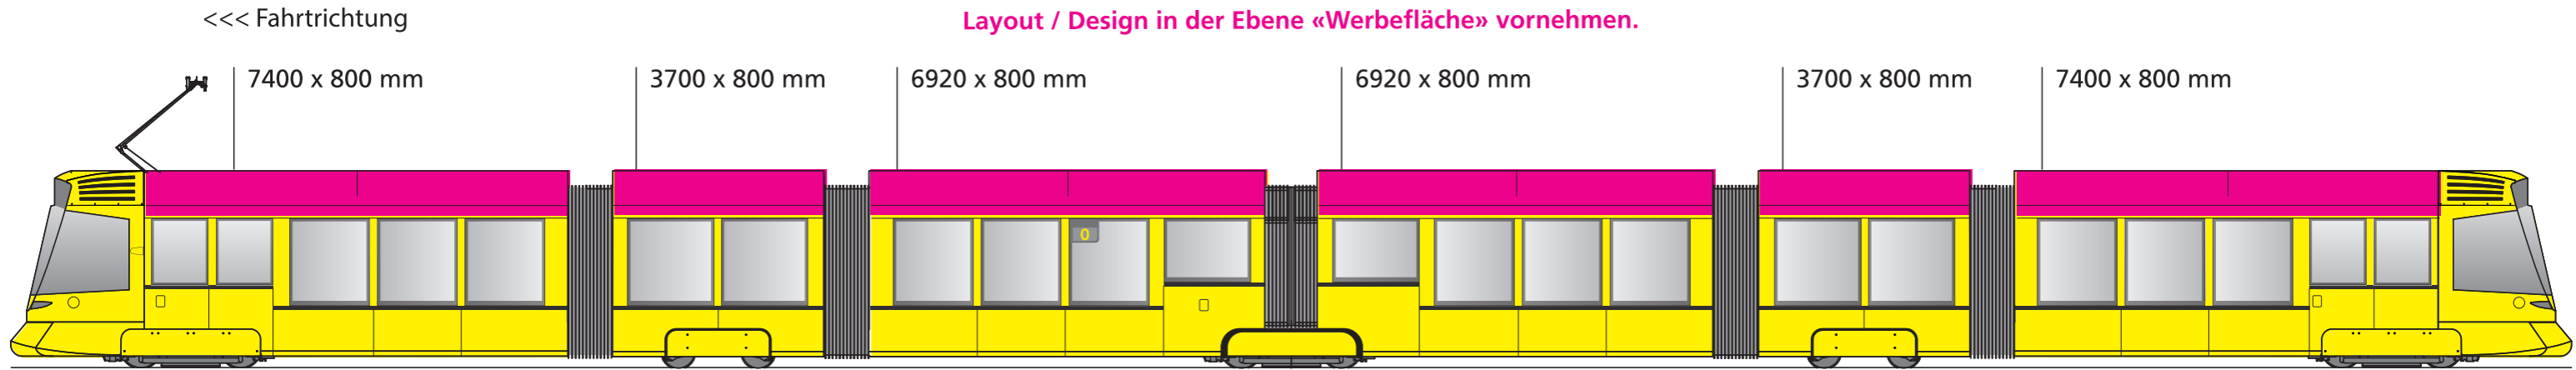 <<< Fahrtrichtung
Layout / Design in der Ebene «Werbefläche» vornehmen.
7400 x 800 mm
3700 x 800 mm
6920 x 800 mm
6920 x 800 mm
3700 x 800 mm
7400 x 800 mm
0